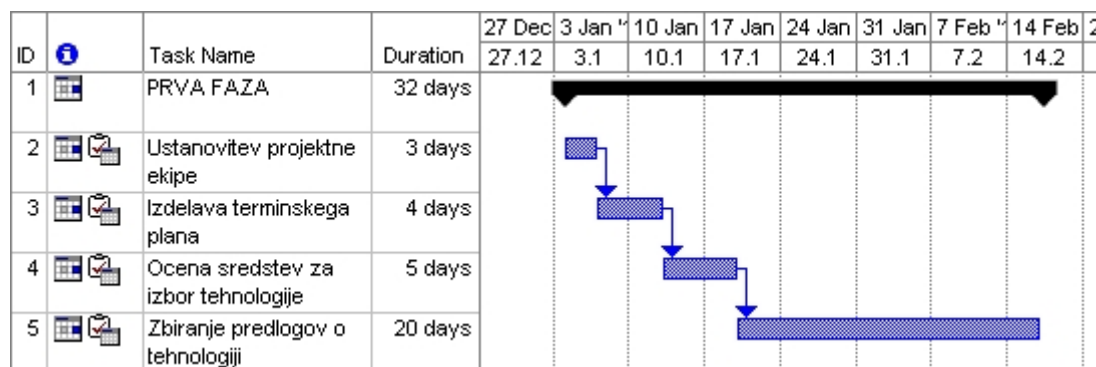 27 Dec 3 Jan '' 10 Jan 17 Jan 24 Jan 31 Jan 7 Feb '' 14 Feb 2
ID Task Name Duration 27.12 3.1 10.1 17.1 24.1 31.1 7.2 14.2
1 PRVA FAZA 32 days
2 Ustanovitev projektne 3 days
ekipe
3 Izdelava terminskega 4 days
plana
4 Ocena sredstev za 5 days
izbor tehnologije
5 Zbiranje predlogov o 20 days
tehnologiji